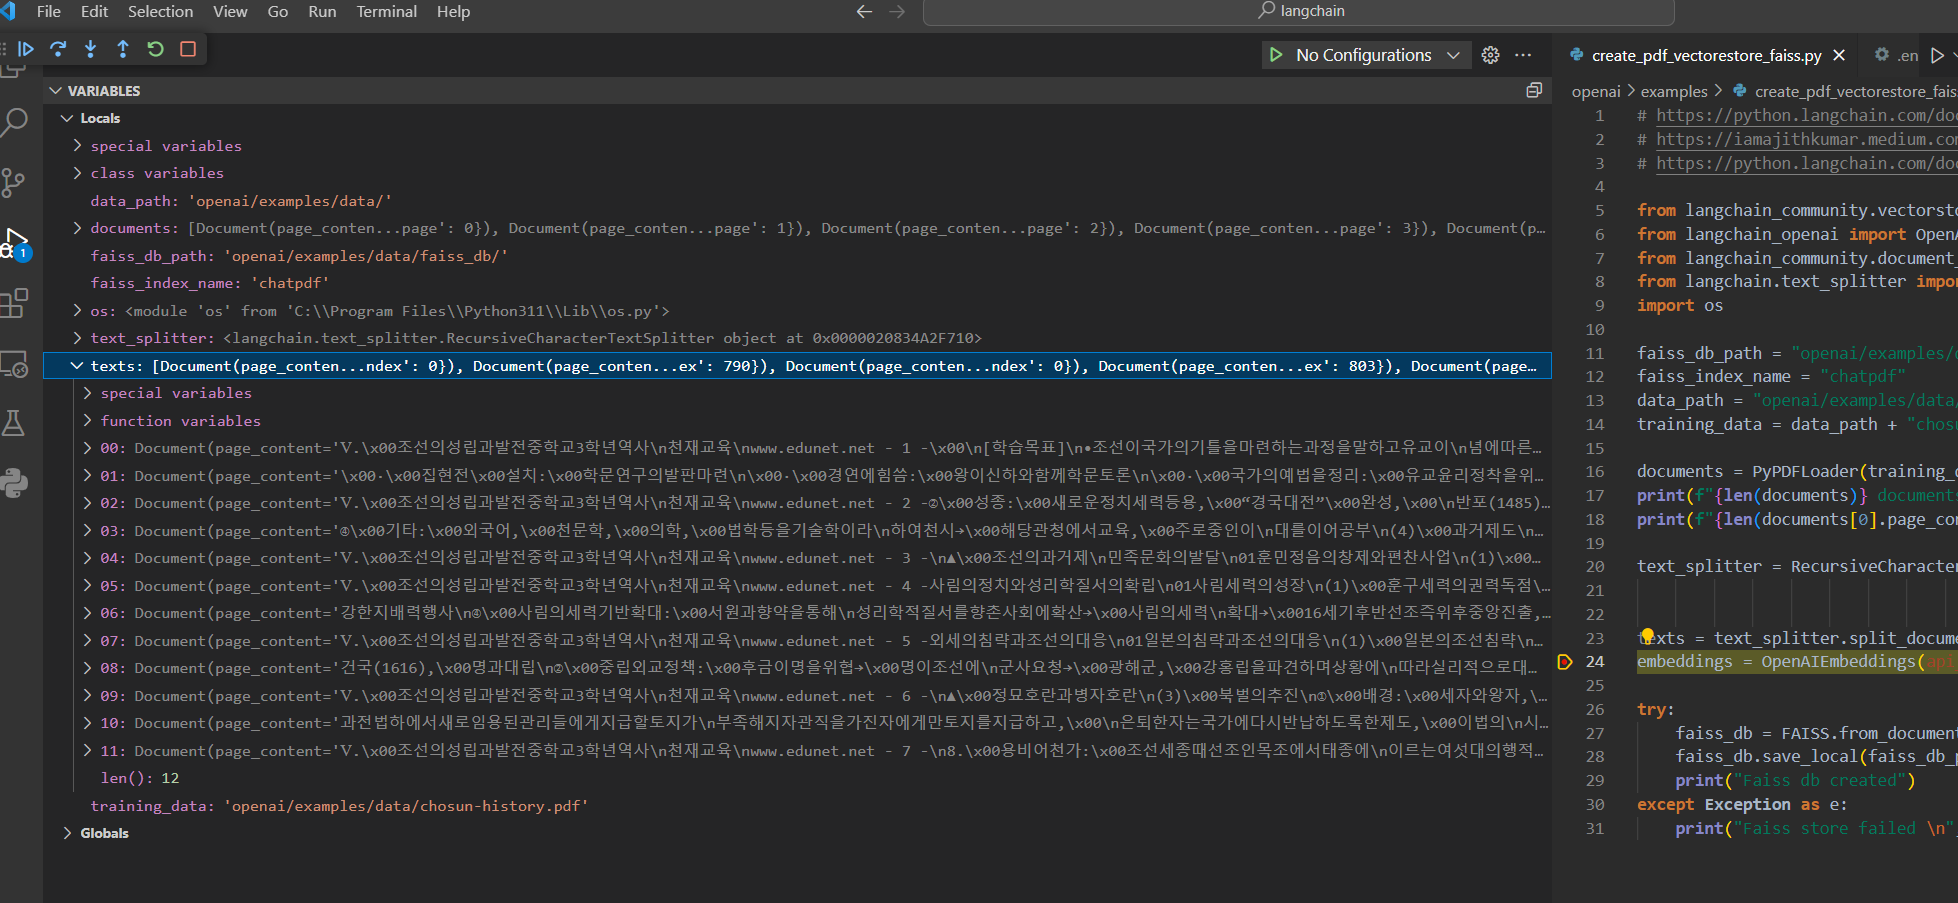 File Edit Selection View Go Run Terminal Help
langchain
No Configurations
create_pdf_vectorestore_faiss.py
.en
VARIABLES
openai > examples > create_pdf_vectorestore_fais
Locals
special variables
class variables
data_path: 'openai/examples/data/'
documents: [Document(page_conten...page': 0}), Document(page_conten...page': 1}), Document(page_conten...page': 2}), Document(page_conten...page': 3}), Document(p…
faiss_db_path: 'openai/examples/data/faiss_db/'
faiss_index_name: 'chatpdf'
os: <module 'os' from 'C:\\Program Files\\Python311\\Lib\\os.py'>
text_splitter: <langchain.text_splitter.RecursiveCharacterTextSplitter object at 0x0000020834A2F710>
texts: [Document(page_conten...ndex': 0}), Document(page_conten...ex': 790}), Document(page_conten...ndex': 0}), Document(page_conten...ex': 803}), Document(page…
special variables
function variables
00: Document(page_content='Ⅴ.\x00조선의성립과발전중학교3학년역사\n천재교육\nwww.edunet.net - 1 -\x00\n[학습목표]\n•조선이국가의기틀을마련하는과정을말하고유교이\n념에따른…
01: Document(page_content='\x00·\x00집현전\x00설치:\x00학문연구의발판마련\n\x00·\x00경연에힘씀:\x00왕이신하와함께학문토론\n\x00·\x00국가의예법을정리:\x00유교윤리정착을위…
02: Document(page_content='Ⅴ.\x00조선의성립과발전중학교3학년역사\n천재교육\nwww.edunet.net - 2 -②\x00성종:\x00새로운정치세력등용,\x00“경국대전”\x00완성,\x00\n반포(1485)…
03: Document(page_content='④\x00기타:\x00외국어,\x00천문학,\x00의학,\x00법학등을기술학이라\n하여천시→\x00해당관청에서교육,\x00주로중인이\n대를이어공부\n(4)\x00과거제도\n…
04: Document(page_content='Ⅴ.\x00조선의성립과발전중학교3학년역사\n천재교육\nwww.edunet.net - 3 -\n▲\x00조선의과거제\n민족문화의발달\n01훈민정음의창제와편찬사업\n(1)\x00…
05: Document(page_content='Ⅴ.\x00조선의성립과발전중학교3학년역사\n천재교육\nwww.edunet.net - 4 -사림의정치와성리학질서의확립\n01사림세력의성장\n(1)\x00훈구세력의권력독점\…
06: Document(page_content='강한지배력행사\n④\x00사림의세력기반확대:\x00서원과향약을통해\n성리학적질서를향촌사회에확산→\x00사림의세력\n확대→\x0016세기후반선조즉위후중앙진출,…
07: Document(page_content='Ⅴ.\x00조선의성립과발전중학교3학년역사\n천재교육\nwww.edunet.net - 5 -외세의침략과조선의대응\n01일본의침략과조선의대응\n(1)\x00일본의조선침략\n…
08: Document(page_content='건국(1616),\x00명과대립\n②\x00중립외교정책:\x00후금이명을위협→\x00명이조선에\n군사요청→\x00광해군,\x00강홍립을파견하며상황에\n따라실리적으로대…
09: Document(page_content='Ⅴ.\x00조선의성립과발전중학교3학년역사\n천재교육\nwww.edunet.net - 6 -\n▲\x00정묘호란과병자호란\n(3)\x00북벌의추진\n①\x00배경:\x00세자와왕자,\…
10: Document(page_content='과전법하에서새로임용된관리들에게지급할토지가\n부족해지자관직을가진자에게만토지를지급하고,\x00\n은퇴한자는국가에다시반납하도록한제도,\x00이법의\n시…
11: Document(page_content='Ⅴ.\x00조선의성립과발전중학교3학년역사\n천재교육\nwww.edunet.net - 7 -\n8.\x00용비어천가:\x00조선세종때선조인목조에서태종에\n이르는여섯대의행적…
len(): 12
training_data: 'openai/examples/data/chosun-history.pdf'
Globals
1
1 # https://python.langchain.com/doc
2 # https://iamajithkumar.medium.com
3 # https://python.langchain.com/doc
4
5 from langchain_community.vectorsto
6 from langchain_openai import OpenA
7 from langchain_community.document_
8 from langchain.text_splitter impor
9 import os
10
11 faiss_db_path = "openai/examples/d
12 faiss_index_name = "chatpdf"
13 data_path = "openai/examples/data/
14 training_data = data_path + "chosu
15
16 documents = PyPDFLoader(training_d
17 print(f"{len(documents)} documents
18 print(f"{len(documents[0].page_con
19
20 text_splitter = RecursiveCharacter
21
22
23 texts = text_splitter.split_docume
24 embeddings = OpenAIEmbeddings(api
25
26 try:
27 faiss_db = FAISS.from_document
28 faiss_db.save_local(faiss_db_p
29 print("Faiss db created")
30 except Exception as e:
31 print("Faiss store failed \n"